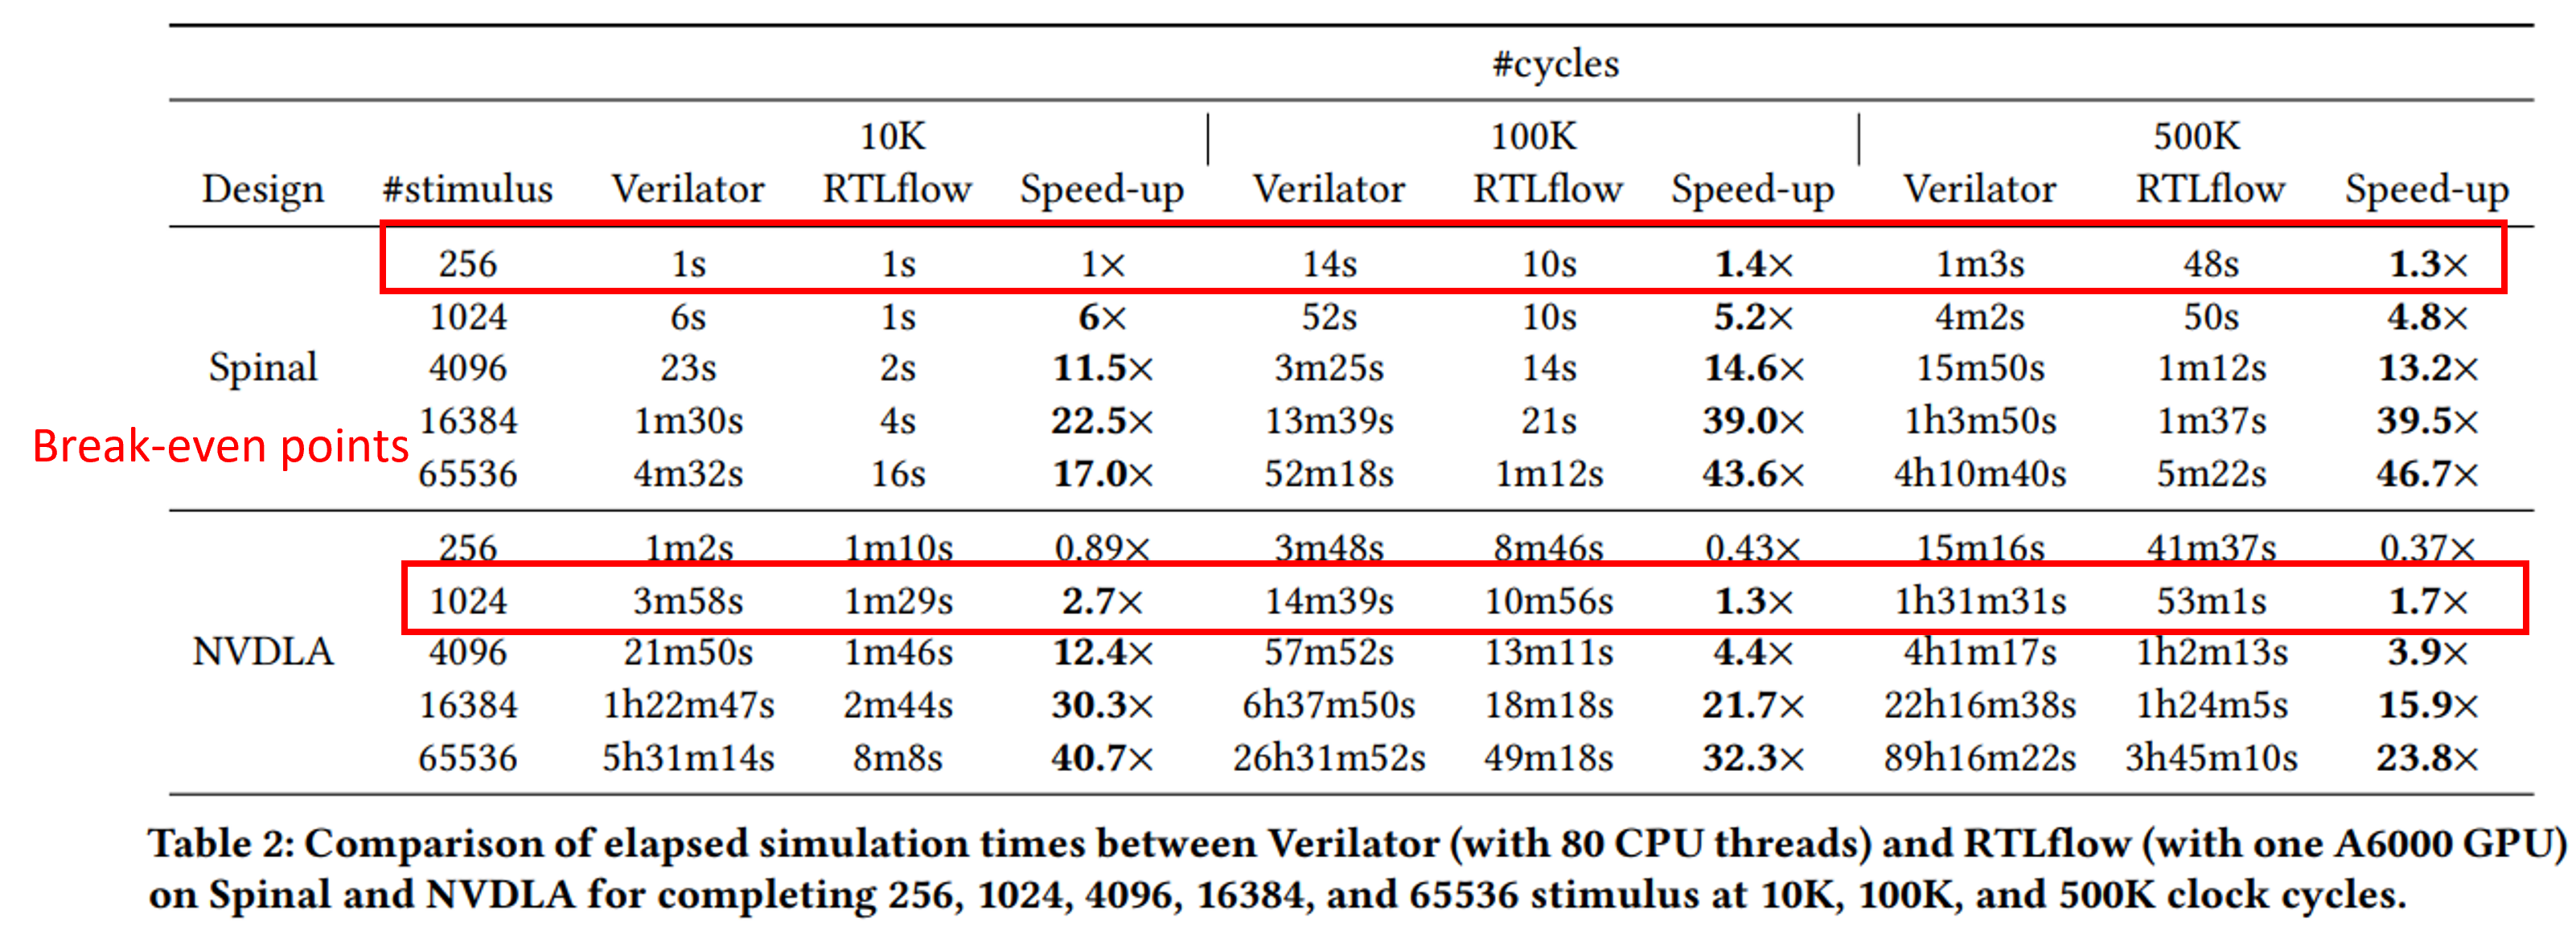 #cycles
10K | 100K | 500K
Design #stimulus Verilator RTLflow Speed-up Verilator RTLflow Speed-up Verilator RTLflow Speed-up
256 1s 1s 1× 14s 10s 1.4× 1m3s 48s 1.3×
1024 6s 1s 6× 52s 10s 5.2× 4m2s 50s 4.8×
Spinal 4096 23s 2s 11.5× 3m25s 14s 14.6× 15m50s 1m12s 13.2×
16384 1m30s 4s 22.5× 13m39s 21s 39.0× 1h3m50s 1m37s 39.5×
Break-even points
65536 4m32s 16s 17.0× 52m18s 1m12s 43.6× 4h10m40s 5m22s 46.7×
256 1m2s 1m10s 0.89× 3m48s 8m46s 0.43× 15m16s 41m37s 0.37×
1024 3m58s 1m29s 2.7× 14m39s 10m56s 1.3× 1h31m31s 53m1s 1.7×
NVDLA 4096 21m50s 1m46s 12.4× 57m52s 13m11s 4.4× 4h1m17s 1h2m13s 3.9×
16384 1h22m47s 2m44s 30.3× 6h37m50s 18m18s 21.7× 22h16m38s 1h24m5s 15.9×
65536 5h31m14s 8m8s 40.7× 26h31m52s 49m18s 32.3× 89h16m22s 3h45m10s 23.8×
Table 2: Comparison of elapsed simulation times between Verilator (with 80 CPU threads) and RTLflow (with one A6000 GPU)
on Spinal and NVDLA for completing 256, 1024, 4096, 16384, and 65536 stimulus at 10K, 100K, and 500K clock cycles.